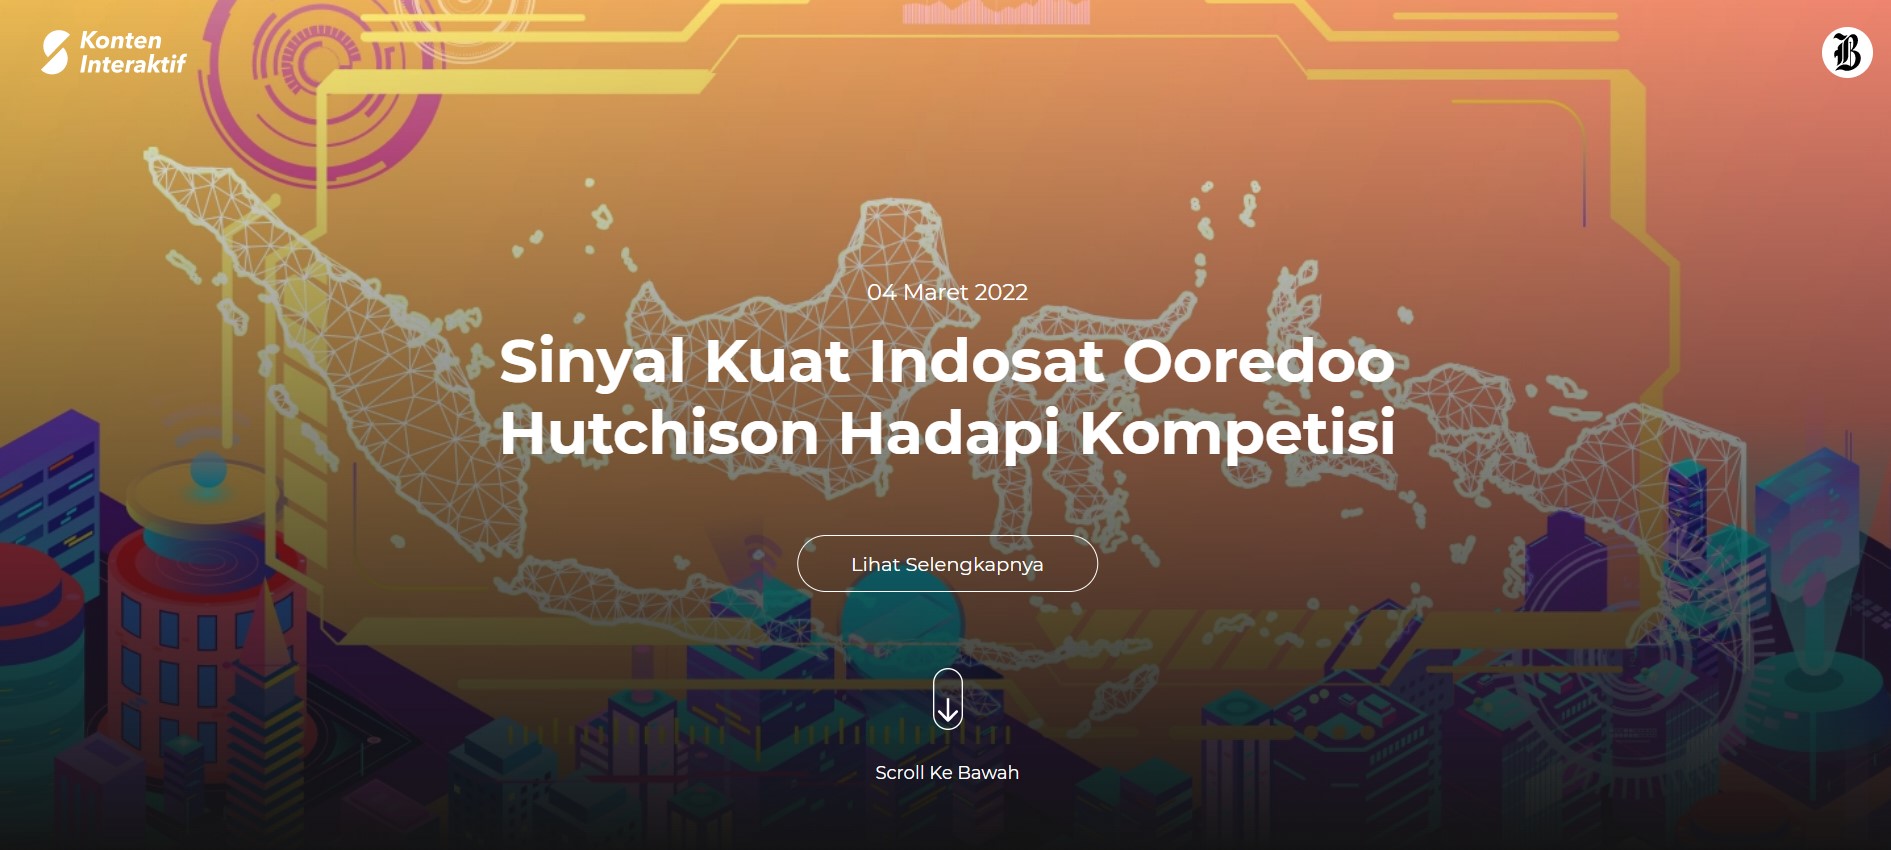 Konten
Interaktif
B
04 Maret 2022
Sinyal Kuat Indosat Ooredoo
Hutchison Hadapi Kompetisi
Lihat Selengkapnya
Scroll Ke Bawah